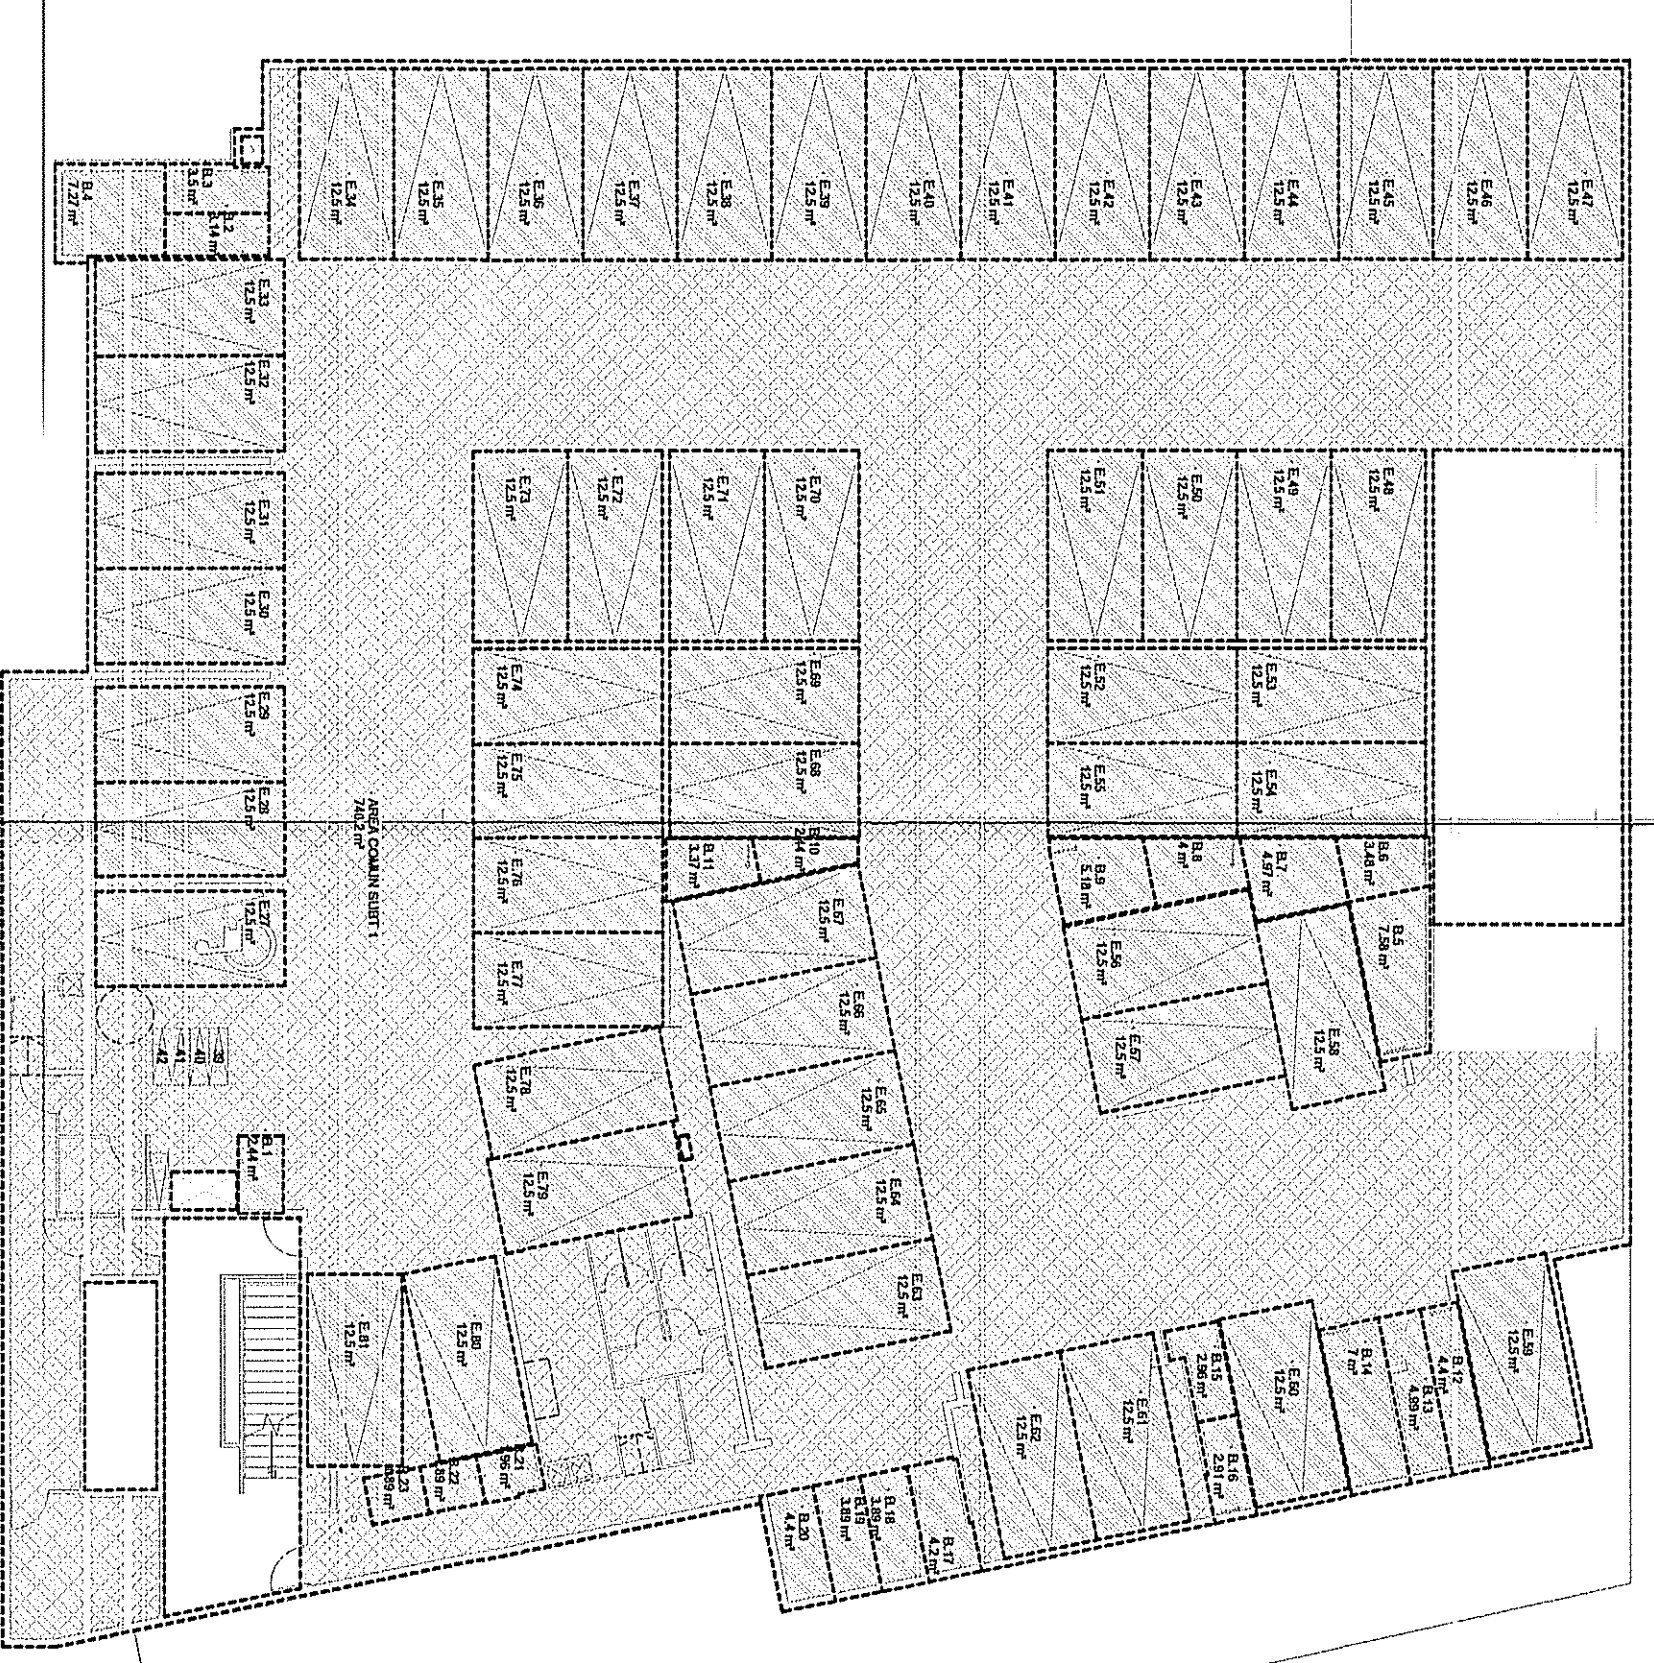 E.47
12.5 m²
E.46
12.5 m²
E.45
12.5 m²
E.44
12.5 m²
E.43
12.5 m²
E.42
12.5 m²
E.41
12.5 m²
E.40
12.5 m²
E.39
12.5 m²
E.38
12.5 m²
E.37
12.5 m²
E.36
12.5 m²
E.35
12.5 m²
E.34
12.5 m²
B.3
3.5 m²
B.4
7.27 m²
E.33
12.5 m²
E.32
12.5 m²
E.31
12.5 m²
E.30
12.5 m²
E.29
12.5 m²
E.28
12.5 m²
E.27
12.5 m²
E.48
12.5 m²
E.49
12.5 m²
E.50
12.5 m²
E.51
12.5 m²
E.70
12.5 m²
E.71
12.5 m²
E.72
12.5 m²
E.73
12.5 m²
E.53
12.5 m²
E.52
12.5 m²
E.69
12.5 m²
E.74
12.5 m²
E.54
12.5 m²
E.55
12.5 m²
E.68
12.5 m²
E.75
12.5 m²
AREA COMUN SUBT 1
740.2 m²
B.6
3.48 m²
B.7
4.97 m²
B.8
4 m²
B.9
5.18 m²
B.10
B.11
3.37 m²
E.76
12.5 m²
B.5
7.58 m²
E.67
12.5 m²
E.56
12.5 m²
E.77
12.5 m²
E.66
12.5 m²
E.58
12.5 m²
E.57
12.5 m²
E.78
12.5 m²
E.65
12.5 m²
39
40
41
42
B.1
2.44 m²
E.79
12.5 m²
E.64
12.5 m²
E.63
12.5 m²
E.81
12.5 m²
E.80
12.5 m²
E.59
12.5 m²
B.12
4.4 m²
B.13
4.89 m²
B.14
7 m²
E.60
12.5 m²
B.15
2.96 m²
B.16
2.91 m²
E.61
12.5 m²
E.62
12.5 m²
B.17
4.2 m²
B.18
3.89 m²
B.19
3.89 m²
B.20
4.4 m²